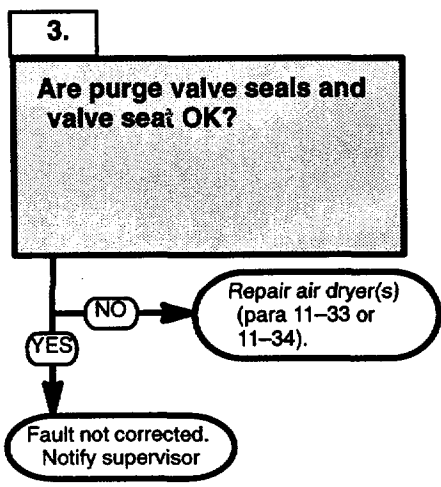 3.
Are purge valve seals and
valve seat OK?
NO
Repair air dryer(s)
(para 11–33 or
11–34).
YES
Fault not corrected.
Notify supervisor